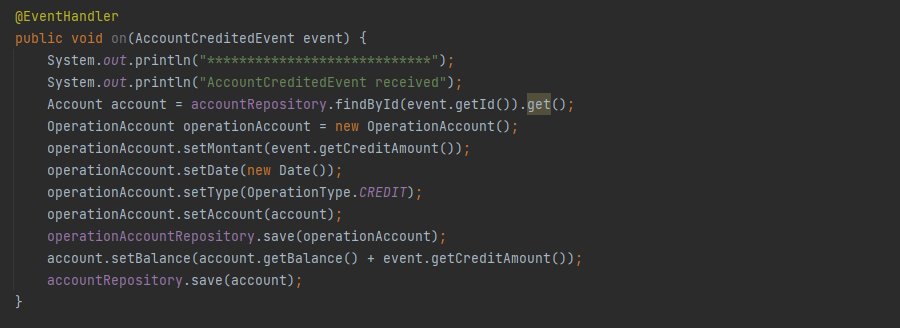 @EventHandler
public void on(AccountCreditedEvent event) {
    System.out.println("****************************");
    System.out.println("AccountCreditedEvent received");
    Account account = accountRepository.findById(event.getId()).get();
    OperationAccount operationAccount = new OperationAccount();
    operationAccount.setMontant(event.getCreditAmount());
    operationAccount.setDate(new Date());
    operationAccount.setType(OperationType.CREDIT);
    operationAccount.setAccount(account);
    operationAccountRepository.save(operationAccount);
    account.setBalance(account.getBalance() + event.getCreditAmount());
    accountRepository.save(account);
}